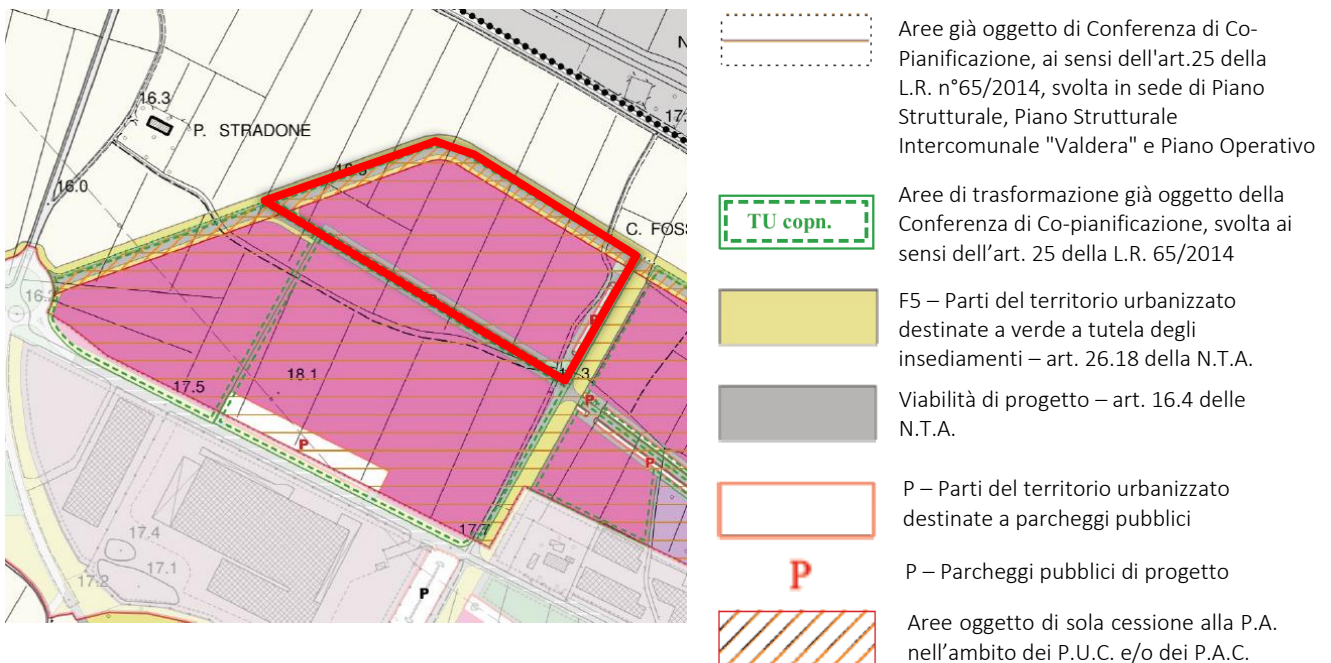 N
17.
16.3
P. STRADONE
16.0
C. FOSS
16.2
P
3
18.1
17.5
P
P
P
17.7
17.4
17.1
17.2
P
Aree già oggetto di Conferenza di Co-
Pianificazione, ai sensi dell'art.25 della
L.R. n°65/2014, svolta in sede di Piano
Strutturale, Piano Strutturale
Intercomunale "Valdera" e Piano Operativo
TU copn.
Aree di trasformazione già oggetto della
Conferenza di Co-pianificazione, svolta ai
sensi dell’art. 25 della L.R. 65/2014
F5 – Parti del territorio urbanizzato
destinate a verde a tutela degli
insediamenti – art. 26.18 della N.T.A.
Viabilità di progetto – art. 16.4 delle
N.T.A.
P – Parti del territorio urbanizzato
destinate a parcheggi pubblici
P
P – Parcheggi pubblici di progetto
Aree oggetto di sola cessione alla P.A.
nell’ambito dei P.U.C. e/o dei P.A.C.